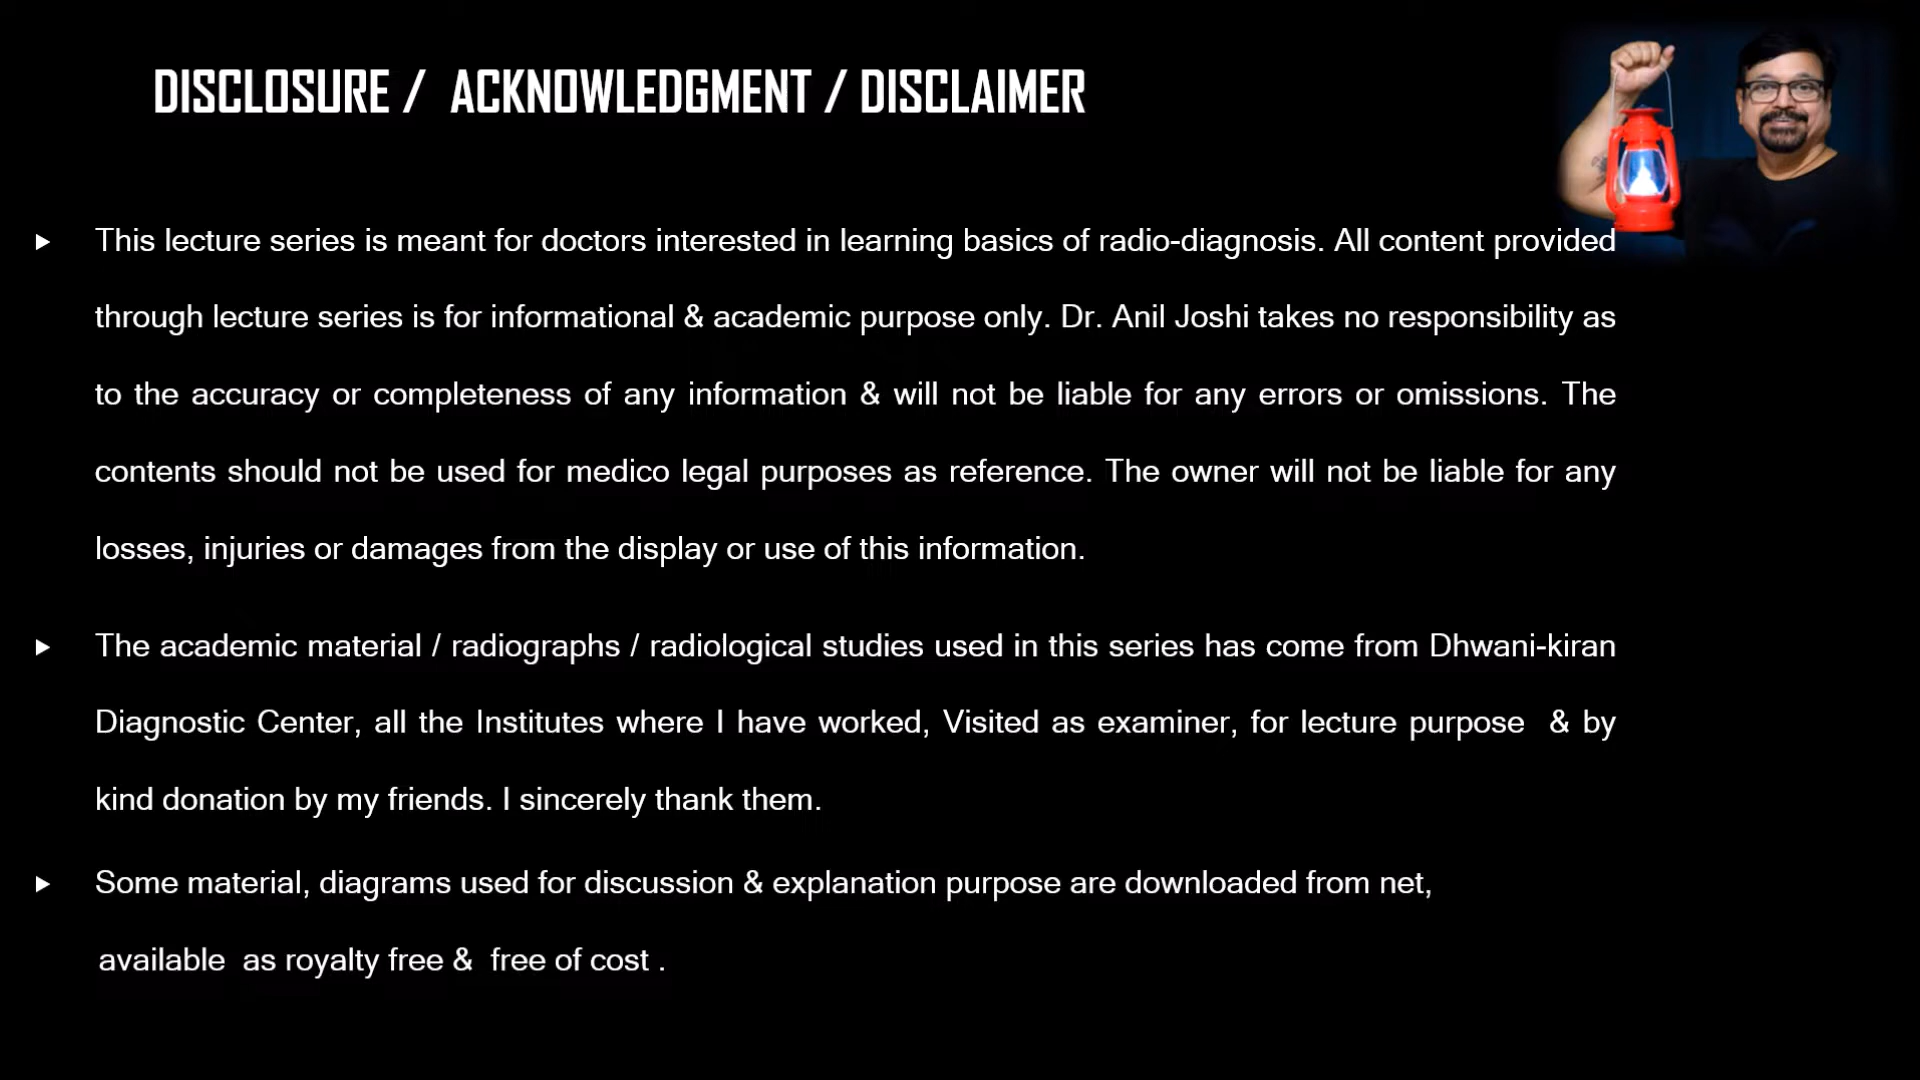 DISCLOSURE / ACKNOWLEDGMENT / DISCLAIMER
This lecture series is meant for doctors interested in learning basics of radio-diagnosis. All content provided
through lecture series is for informational & academic purpose only. Dr. Anil Joshi takes no responsibility as
to the accuracy or completeness of any information & will not be liable for any errors or omissions. The
contents should not be used for medico legal purposes as reference. The owner will not be liable for any
losses, injuries or damages from the display or use of this information.
The academic material / radiographs / radiological studies used in this series has come from Dhwani-kiran
Diagnostic Center, all the Institutes where I have worked, Visited as examiner, for lecture purpose & by
kind donation by my friends. I sincerely thank them.
Some material, diagrams used for discussion & explanation purpose are downloaded from net,
available as royalty free & free of cost .